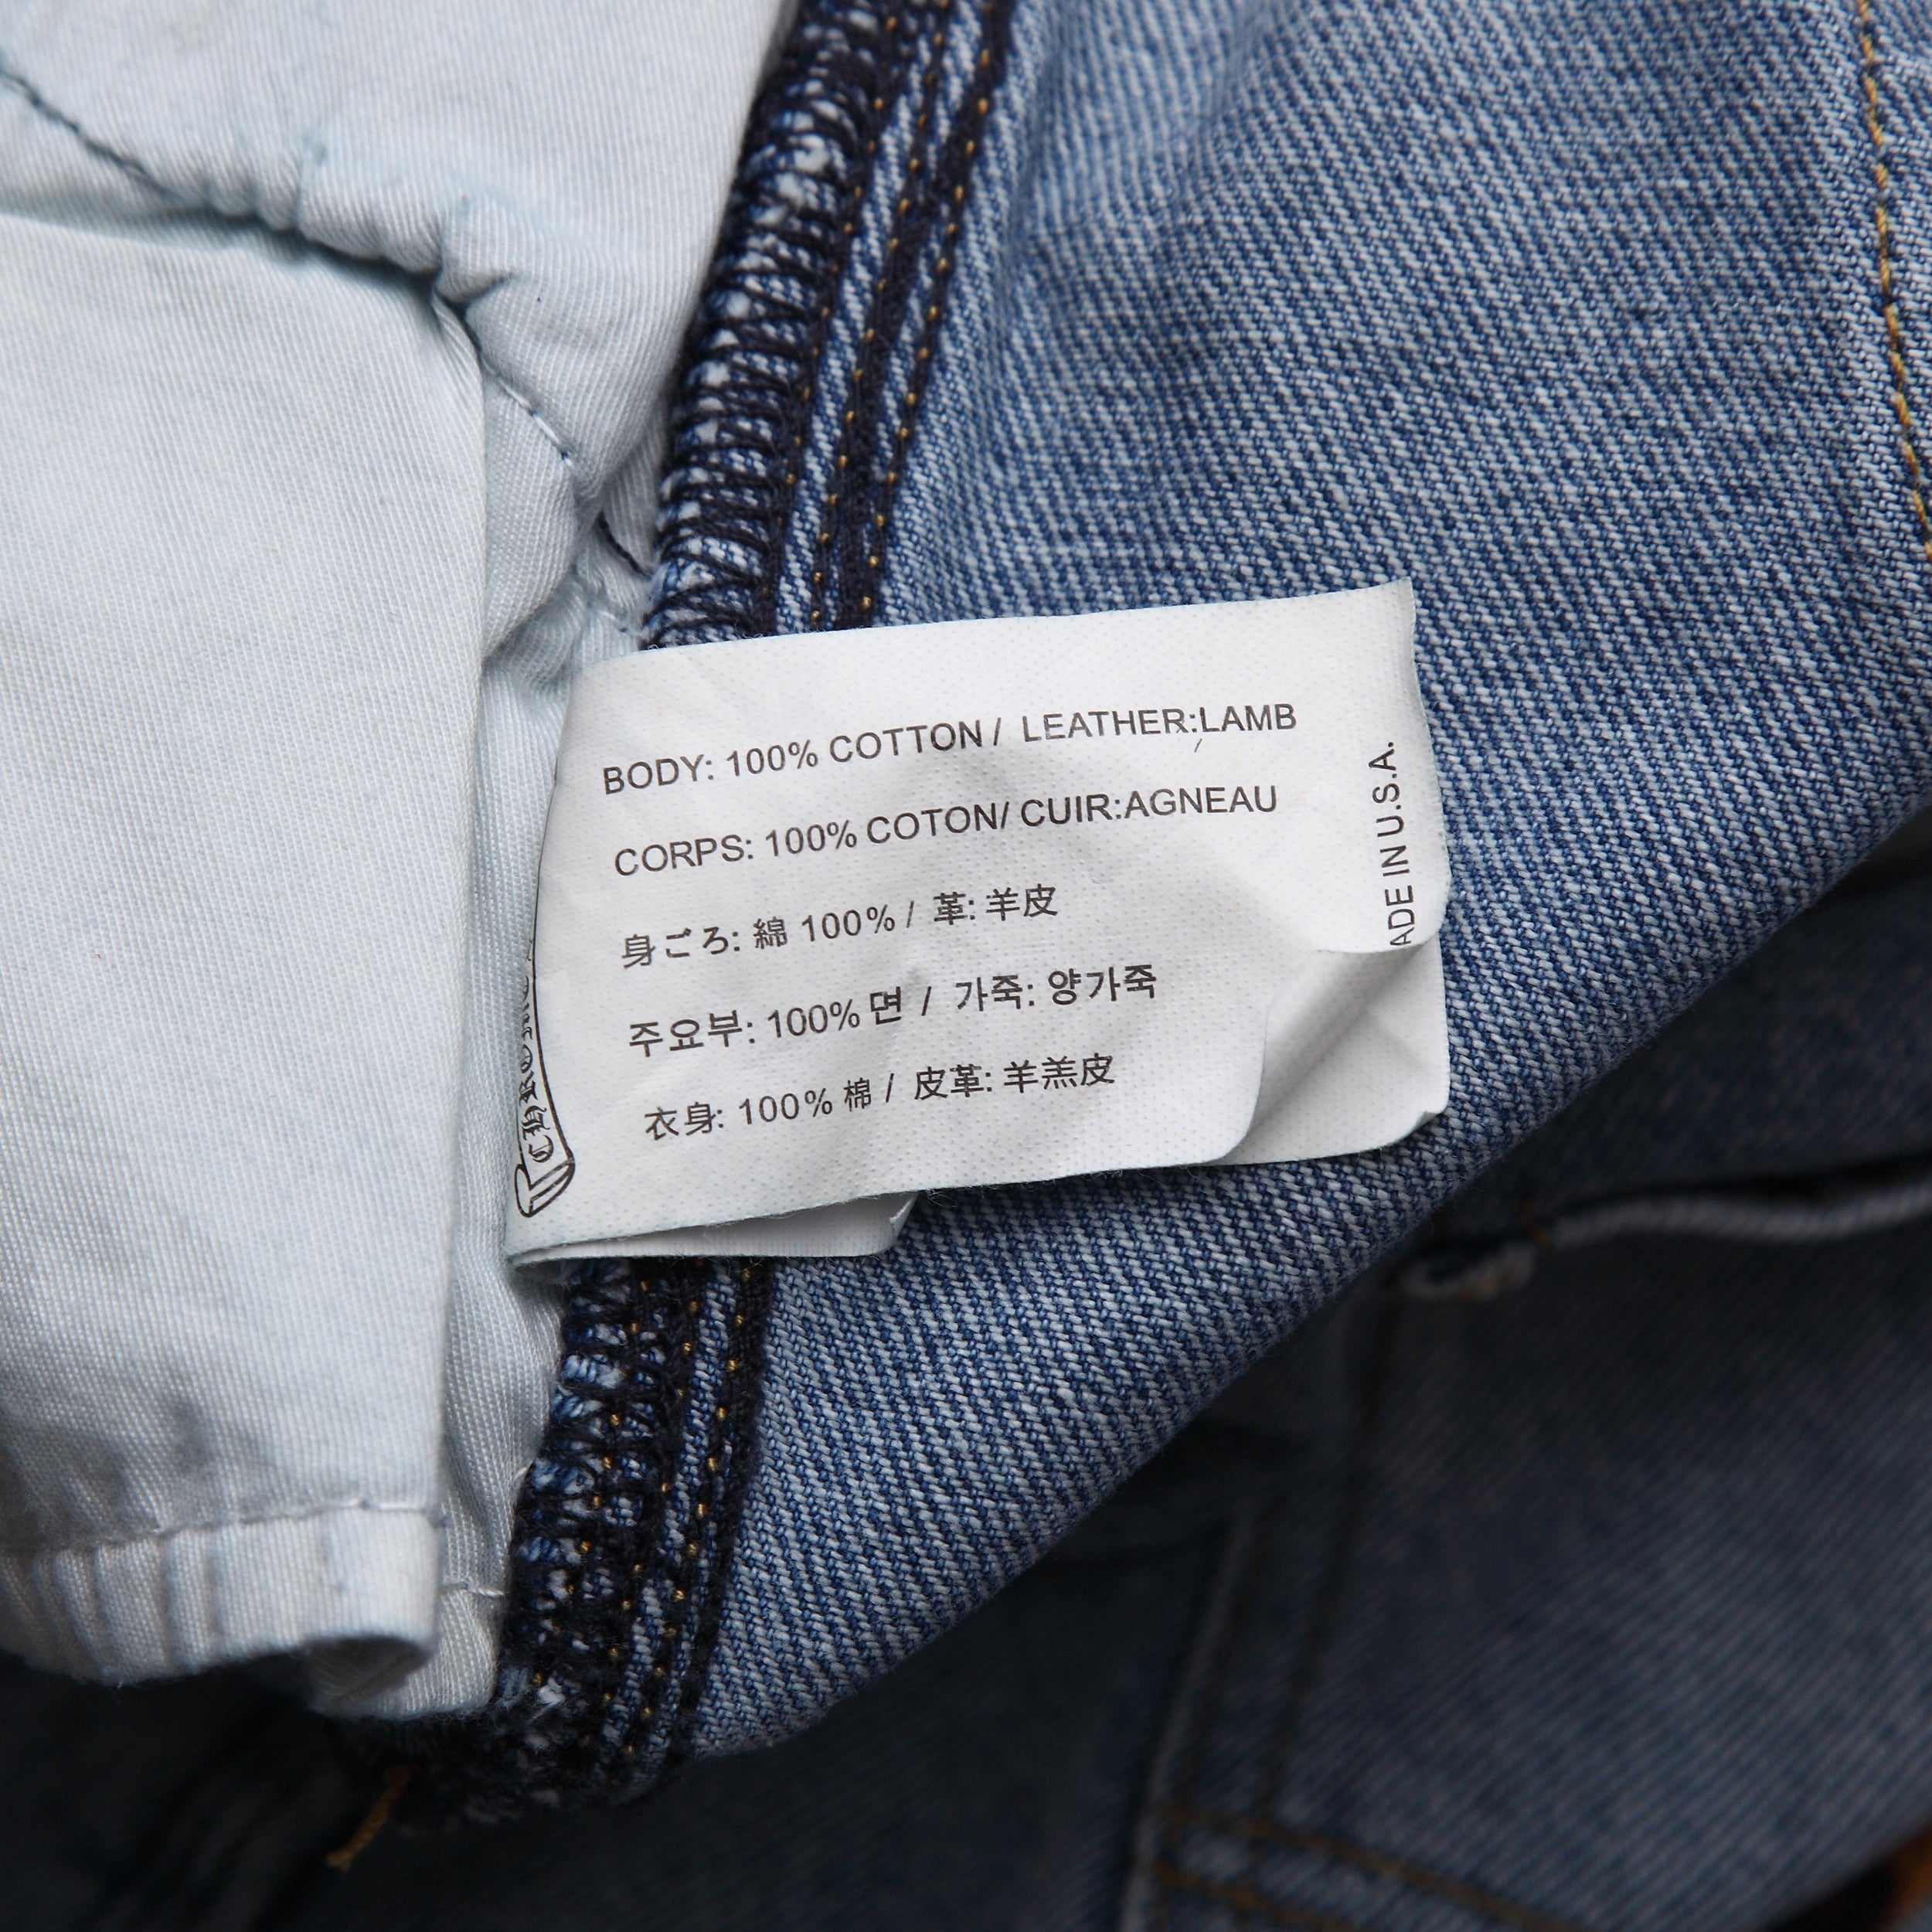 BODY: 100% COTTON / LEATHER:LAMB
CORPS: 100% COTON/ CUIR:AGNEAU
身ごろ: 綿 100% / 革: 羊皮
주요부: 100% 면 / 가죽: 양가죽
衣身: 100% 棉 / 皮革: 羊羔皮
ADE IN U.S.A.
CHROME